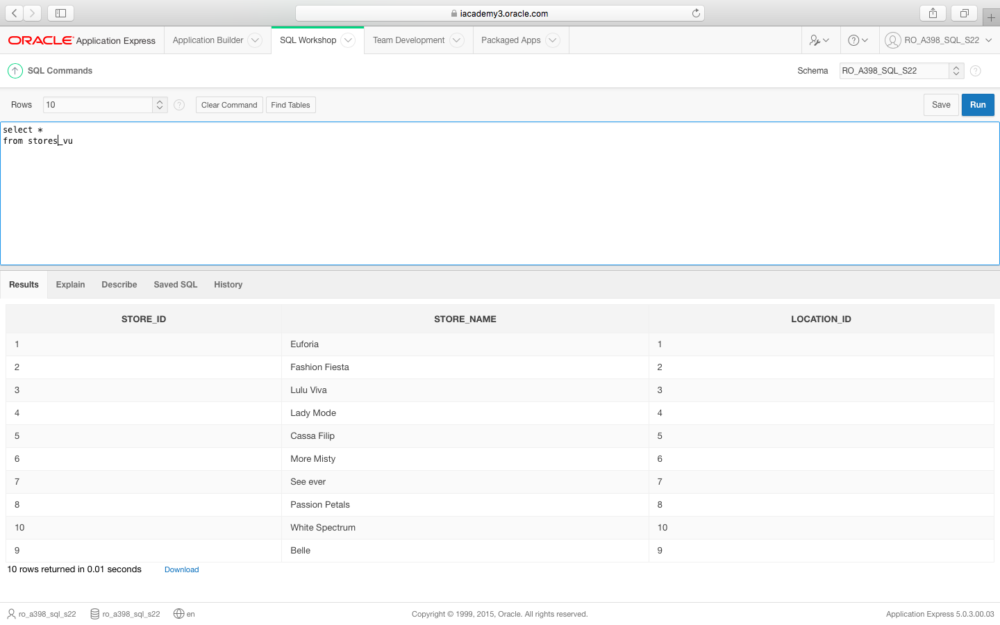 iacademy3.oracle.com
ORACLE Application Express Application Builder SQL Workshop Team Development Packaged Apps RO_A398_SQL_S22
SQL Commands Schema RO_A398_SQL_S22 ?
Rows 10 ? Clear Command Find Tables Save Run
select *
from stores_vu
Results Explain Describe Saved SQL History
STORE_ID STORE_NAME LOCATION_ID
1 Euforia 1
2 Fashion Fiesta 2
3 Lulu Viva 3
4 Lady Mode 4
5 Cassa Filip 5
6 More Misty 6
7 See ever 7
8 Passion Petals 8
10 White Spectrum 10
9 Belle 9
10 rows returned in 0.01 seconds Download
ro_a398_sql_s22 ro_a398_sql_s22 en Copyright © 1999, 2015, Oracle. All rights reserved. Application Express 5.0.3.00.03